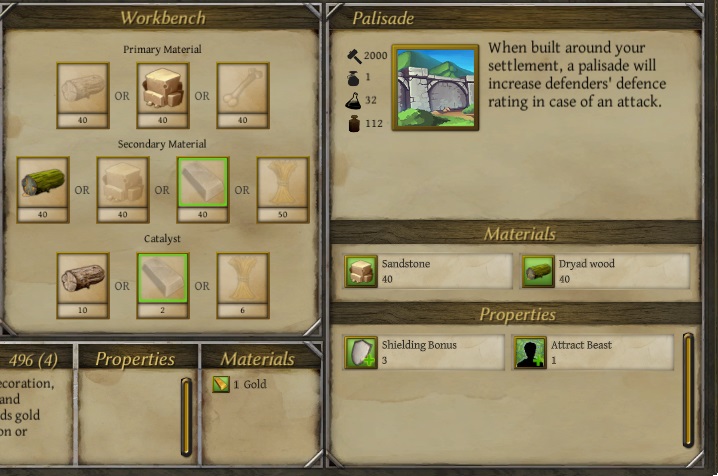 Workbench
Primary Material
OR
OR
40
40
40
Secondary Material
OR
OR
OR
40
40
40
50
Catalyst
OR
OR
10
2
6
496 (4)
ecoration,
and
ds gold
on or
Properties
Materials
1 Gold
Palisade
2000
1
32
112
When built around your
settlement, a palisade will
increase defenders' defence
rating in case of an attack.
Materials
Sandstone
40
Dryad wood
40
Properties
Shielding Bonus
3
Attract Beast
1